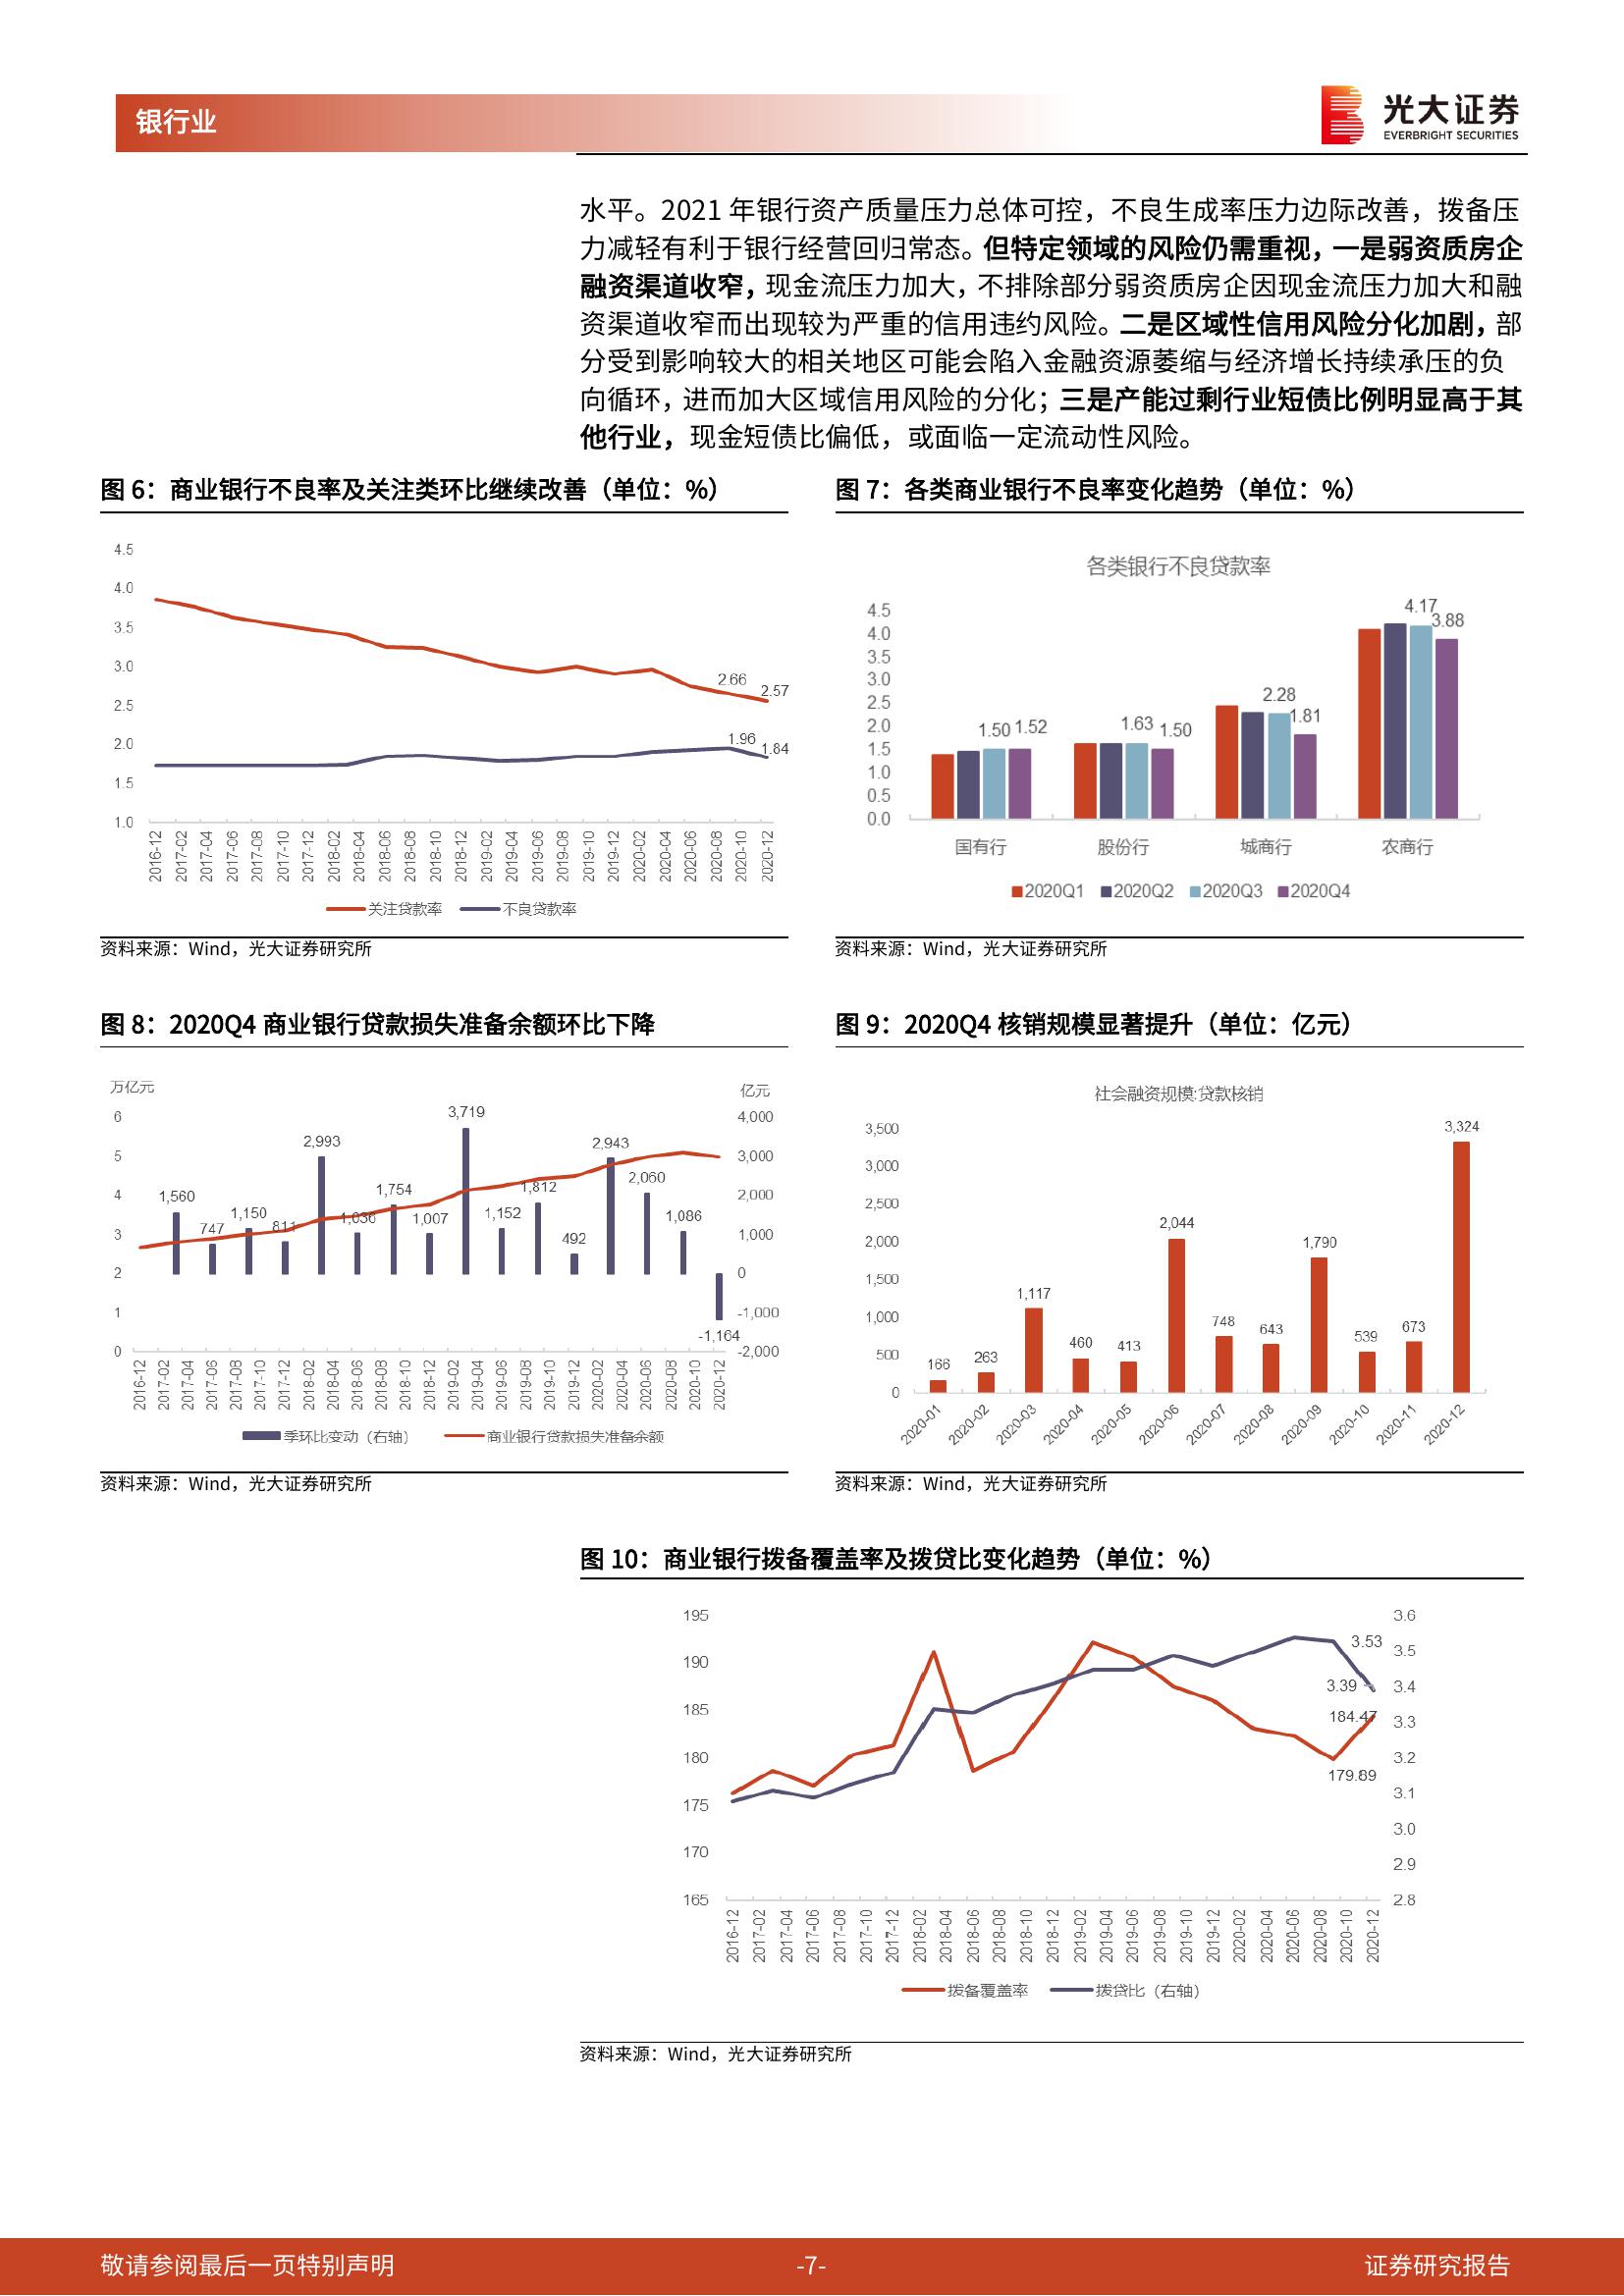 银行业
光大证券
EVERBRIGHT SECURITIES
水平。2021 年银行资产质量压力总体可控，不良生成率压力边际改善，拨备压
力减轻有利于银行经营回归常态。但特定领域的风险仍需重视，一是弱资质房企
融资渠道收窄，现金流压力加大，不排除部分弱资质房企因现金流压力加大和融
资渠道收窄而出现较为严重的信用违约风险。二是区域性信用风险分化加剧，部
分受到影响较大的相关地区可能会陷入金融资源萎缩与经济增长持续承压的负
向循环，进而加大区域信用风险的分化；三是产能过剩行业短债比例明显高于其
他行业，现金短债比偏低，或面临一定流动性风险。
图 6：商业银行不良率及关注类环比继续改善（单位：%）
4.5
4.0
3.5
3.0
2.5
2.0
1.5
1.0
2.66
2.57
1.96
1.84
2016-12 2017-02 2017-04 2017-06 2017-08 2017-10 2017-12 2018-02 2018-04 2018-06 2018-08 2018-10 2018-12 2019-02 2019-04 2019-06 2019-08 2019-10 2019-12 2020-02 2020-04 2020-06 2020-08 2020-10 2020-12
关注贷款率 不良贷款率
资料来源：Wind，光大证券研究所
图 7：各类商业银行不良率变化趋势（单位：%）
各类银行不良贷款率
4.5
4.0
3.5
3.0
2.5
2.0
1.5
1.0
0.5
0.0
1.50 1.52
1.63 1.50
2.28
1.81
4.17
3.88
国有行 股份行 城商行 农商行
2020Q1 2020Q2 2020Q3 2020Q4
资料来源：Wind，光大证券研究所
图 8：2020Q4 商业银行贷款损失准备余额环比下降
万亿元
亿元
6
5
4
3
2
1
0
1,560
747
1,150
811
2,993
1,036
1,754
1,007
3,719
1,152
1,812
492
2,943
2,060
1,086
-1,164
4,000
3,000
2,000
1,000
0
-1,000
-2,000
2016-12 2017-02 2017-04 2017-06 2017-08 2017-10 2017-12 2018-02 2018-04 2018-06 2018-08 2018-10 2018-12 2019-02 2019-04 2019-06 2019-08 2019-10 2019-12 2020-02 2020-04 2020-06 2020-08 2020-10 2020-12
季环比变动（右轴） 商业银行贷款损失准备余额
资料来源：Wind，光大证券研究所
图 9：2020Q4 核销规模显著提升（单位：亿元）
社会融资规模:贷款核销
3,500
3,000
2,500
2,000
1,500
1,000
500
0
166
263
1,117
460
413
2,044
748
643
1,790
539
673
3,324
2020-01 2020-02 2020-03 2020-04 2020-05 2020-06 2020-07 2020-08 2020-09 2020-10 2020-11 2020-12
资料来源：Wind，光大证券研究所
图 10：商业银行拨备覆盖率及拨贷比变化趋势（单位：%）
195
190
185
180
175
170
165
3.53
3.39
184.47
179.89
3.6
3.5
3.4
3.3
3.2
3.1
3.0
2.9
2.8
2016-12 2017-02 2017-04 2017-06 2017-08 2017-10 2017-12 2018-02 2018-04 2018-06 2018-08 2018-10 2018-12 2019-02 2019-04 2019-06 2019-08 2019-10 2019-12 2020-02 2020-04 2020-06 2020-08 2020-10 2020-12
拨备覆盖率 拨贷比（右轴）
资料来源：Wind，光大证券研究所
敬请参阅最后一页特别声明
-7-
证券研究报告